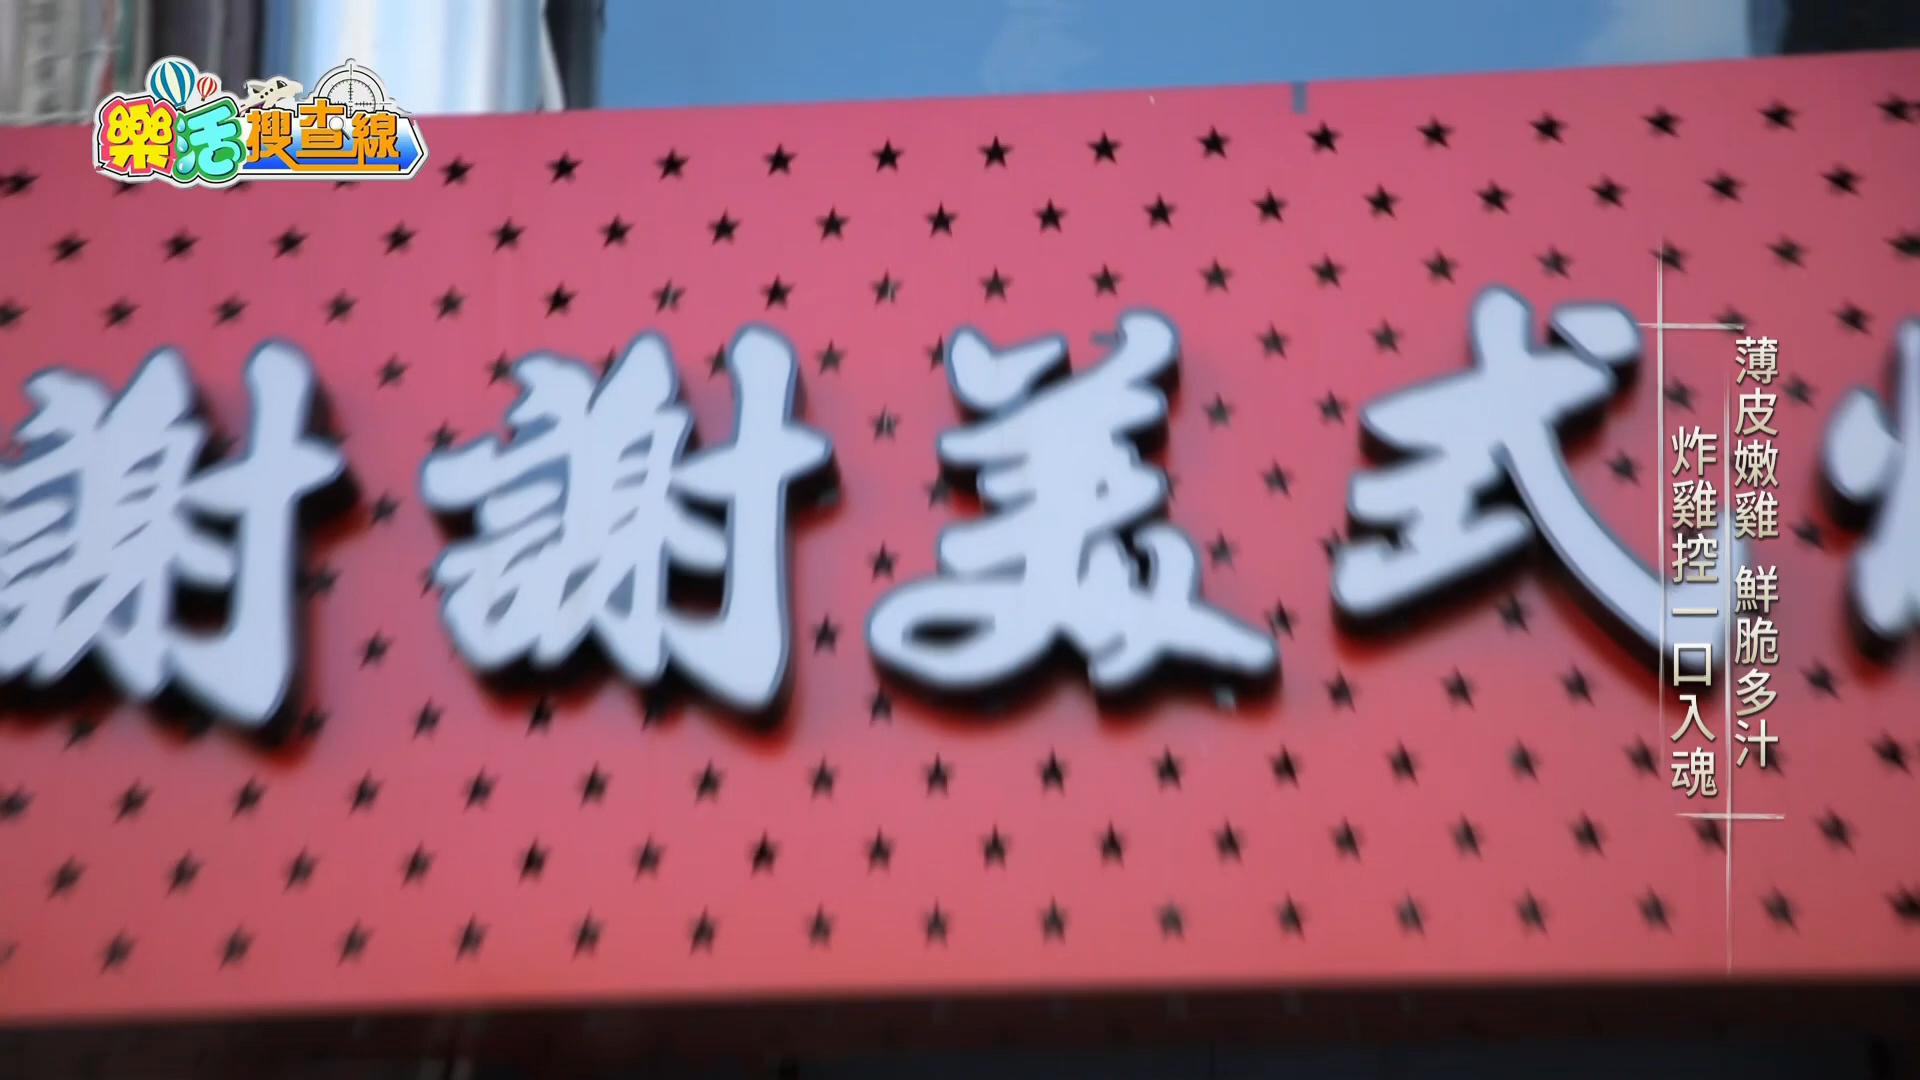 樂活搜查線
謝謝美式
薄皮嫩雞 鮮脆多汁
炸雞控一口入魂